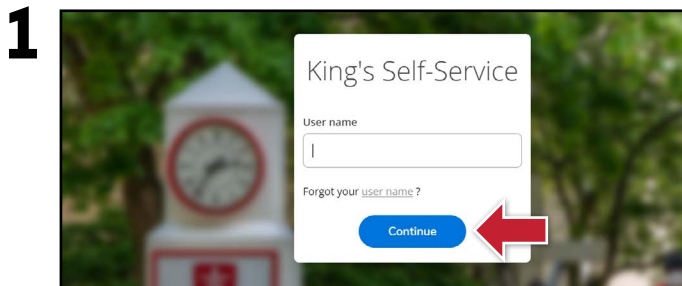 1
King's Self-Service
User name
Forgot your user name ?
Continue